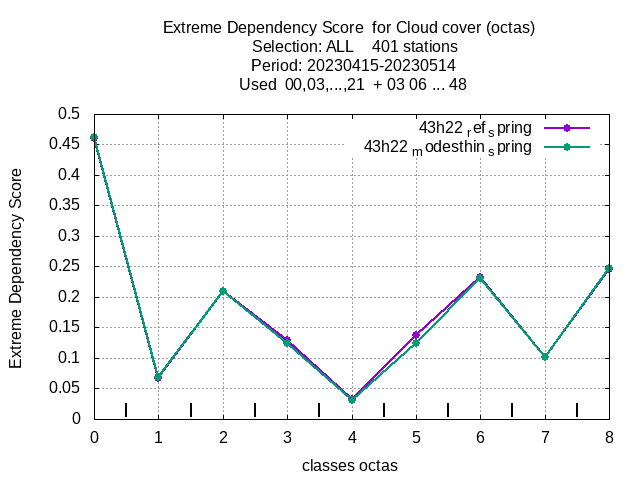 Extreme Dependency Score for Cloud cover (octas)
Selection: ALL 401 stations
Period: 20230415-20230514
Used 00,03,...,21 + 03 06 ... 48
43h22 ref spring
43h22 modesthin spring
Extreme Dependency Score
0.5
0.45
0.4
0.35
0.3
0.25
0.2
0.15
0.1
0.05
0
0 1 2 3 4 5 6 7 8
classes octas